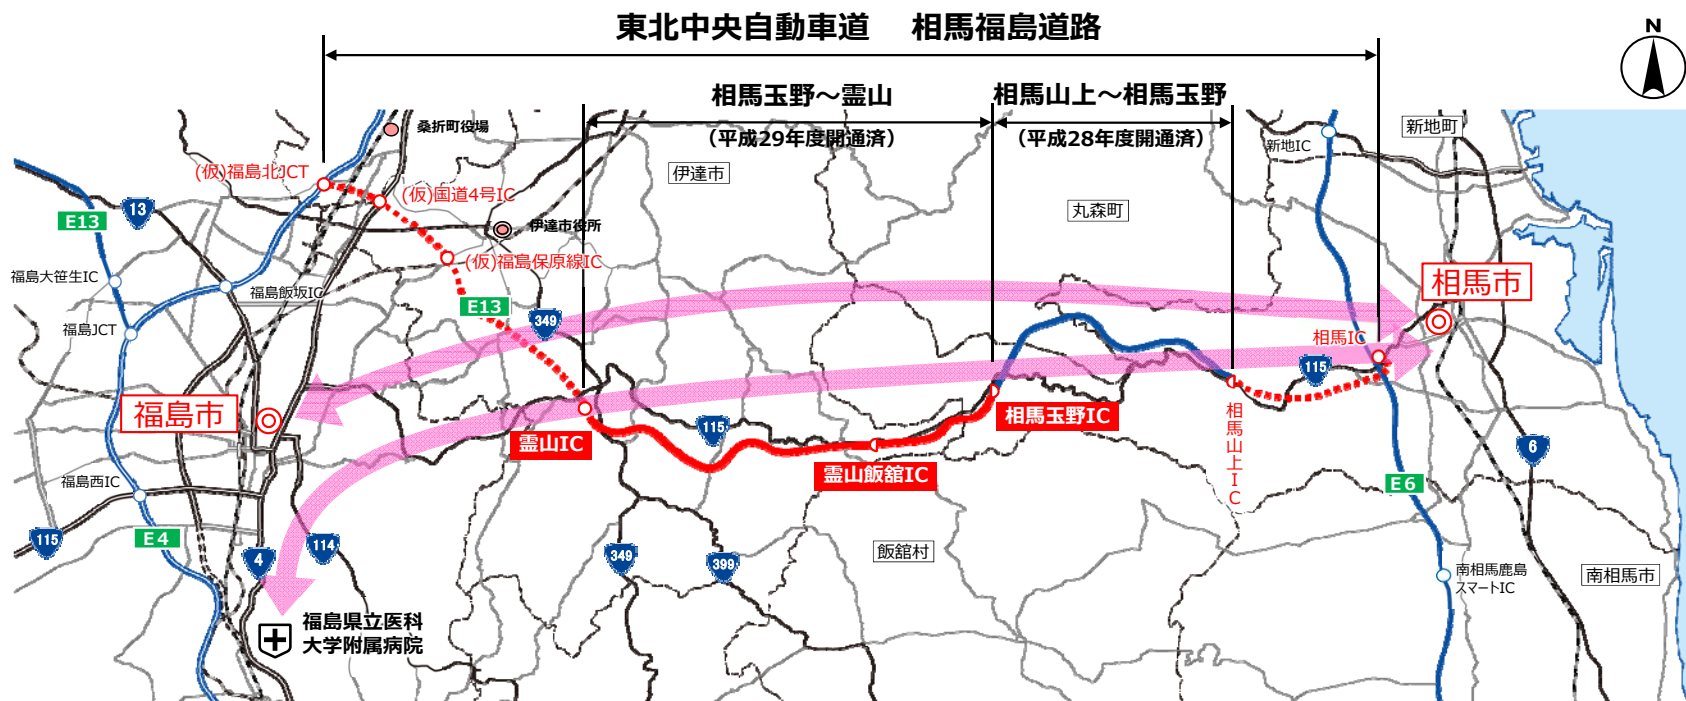 東北中央自動車道 相馬福島道路
N
相馬玉野～霊山
(平成29年度開通済)
相馬山上～相馬玉野
(平成28年度開通済)
桑折町役場
新地町
新地IC
(仮)福島北JCT
伊達市
(仮)国道4号IC
13
E13
丸森町
伊達市役所
(仮)福島保原線IC
福島大笹生IC
福島飯坂IC
相馬市
E13
349
福島JCT
相馬IC
115
福島市
相馬玉野IC
相馬山上IC
115
霊山IC
霊山飯舘IC
6
福島西IC
E6
115
E4
4
114
349
399
飯舘村
南相馬鹿島
スマートIC
南相馬市
福島県立医科
大学附属病院